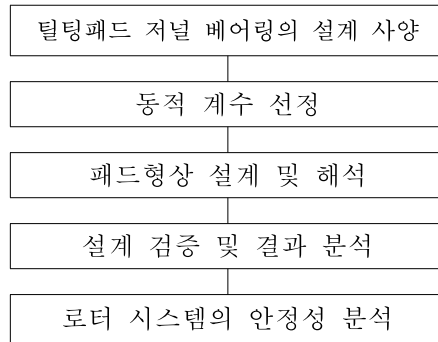 틸팅패드 저널 베어링의 설계 사양
동적 계수 선정
패드형상 설계 및 해석
설계 검증 및 결과 분석
로터 시스템의 안정성 분석